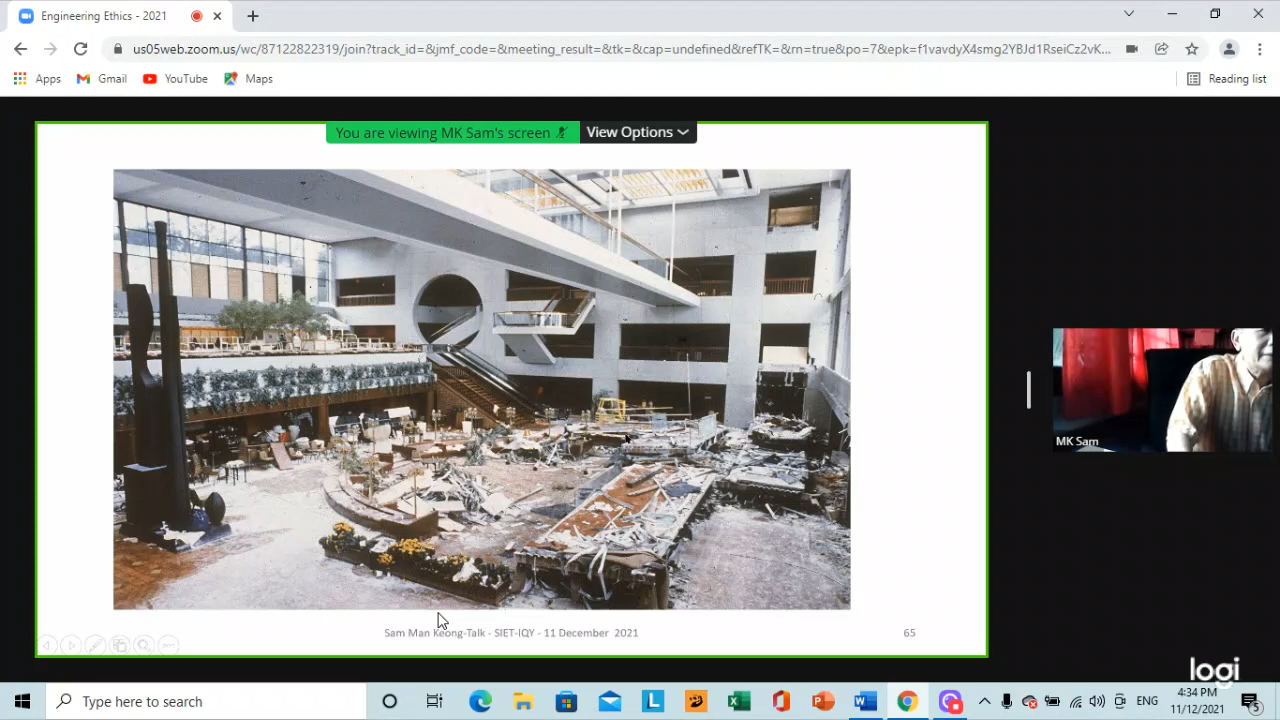 Engineering Ethics - 2021
us05web.zoom.us/wc/87122822319/join?track_id=&jmf_code=&meeting_result=&tk=&cap=undefined&refTK=&rn=true&po=7&epk=f1vavdyX4smg2YBJd1RseiCz2vK...
Apps
Gmail
YouTube
Maps
Reading list
You are viewing MK Sam's screen
View Options
MK Sam
Sam Man Keong-Talk - SIET-IQY - 11 December 2021
65
logi
Type here to search
ENG
4:34 PM
11/12/2021
5